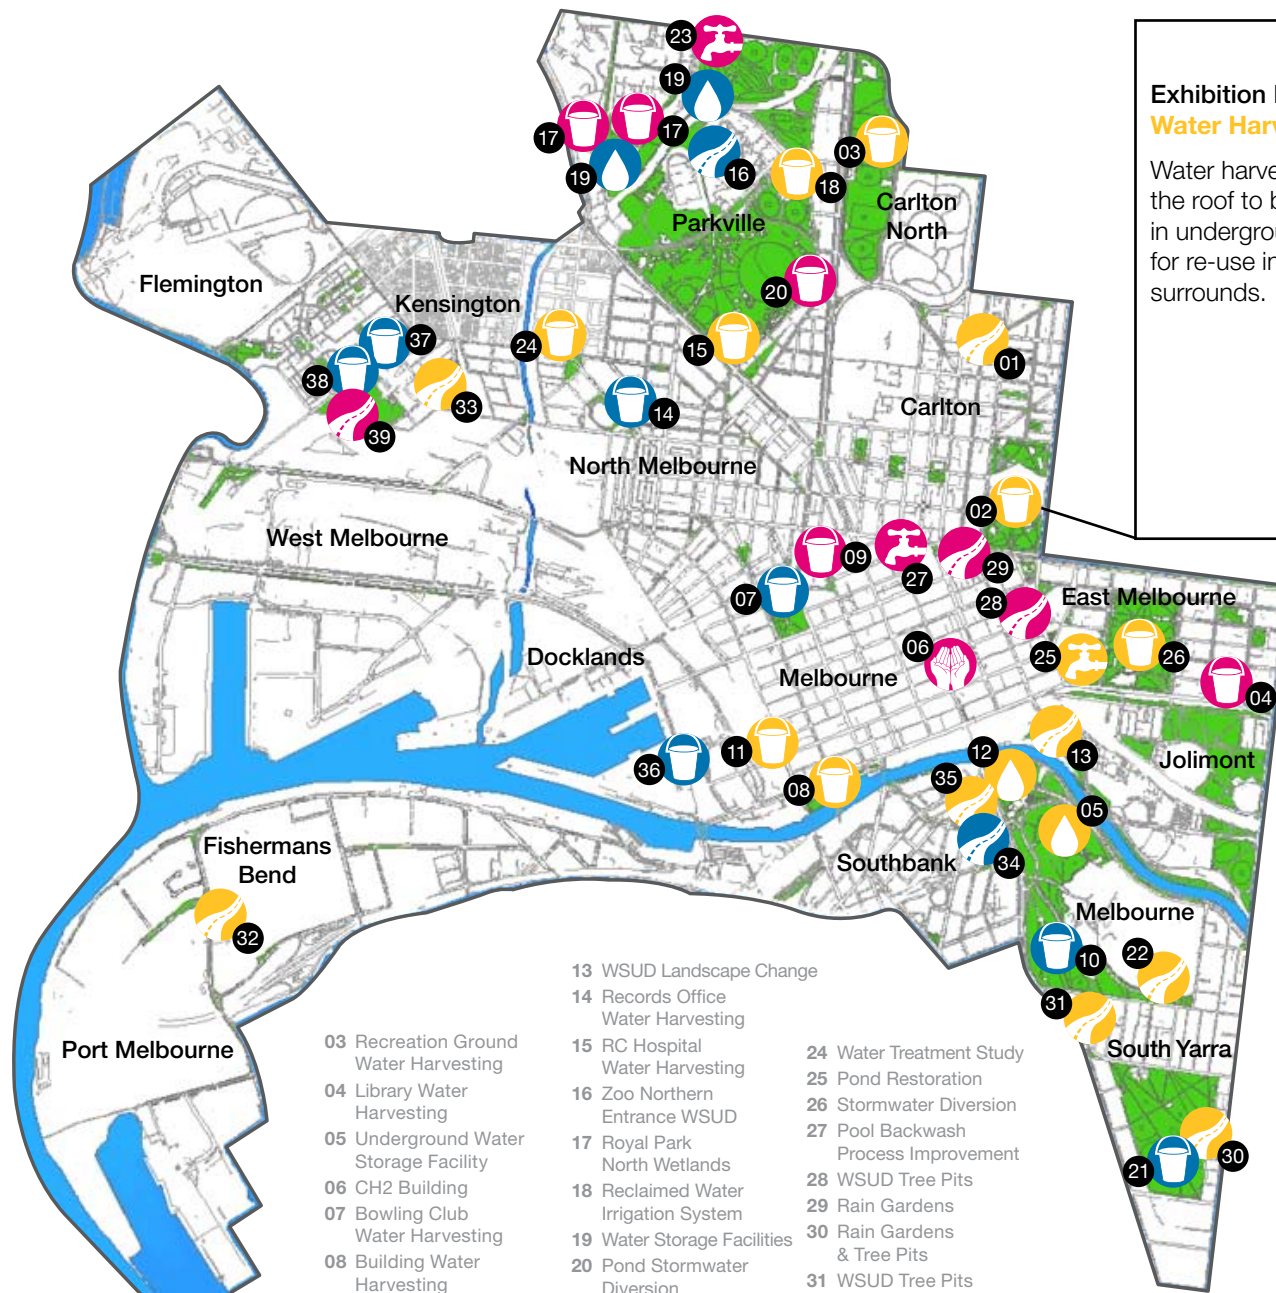 23
19
17
17
19
16
18
03
Carlton
North
Parkville
20
Flemington
Kensington
37
24
15
01
38
33
14
39
Carlton
North Melbourne
West Melbourne
02
09
27
29
07
28
East Melbourne
06
25
26
04
Docklands
Melbourne
36
11
08
12
13
35
05
Jolimont
Southbank
34
Fishermans
Bend
32
Melbourne
10
22
31
Port Melbourne
South Yarra
21
30
Exhibition
Water
Water
the roof to
in
for re-use
surrounds.
03 Recreation Ground
Water Harvesting
04 Library Water
Harvesting
05 Underground Water
Storage Facility
06 CH2 Building
07 Bowling Club
Water Harvesting
08 Building Water
Harvesting
13 WSUD Landscape Change
14 Records Office
Water Harvesting
15 RC Hospital
Water Harvesting
16 Zoo Northern
Entrance WSUD
17 Royal Park
North Wetlands
18 Reclaimed Water
Irrigation System
19 Water Storage Facilities
20 Pond Stormwater
Diversion
24 Water Treatment Study
25 Pond Restoration
26 Stormwater Diversion
27 Pool Backwash
Process Improvement
28 WSUD Tree Pits
29 Rain Gardens
30 Rain Gardens
& Tree Pits
31 WSUD Tree Pits